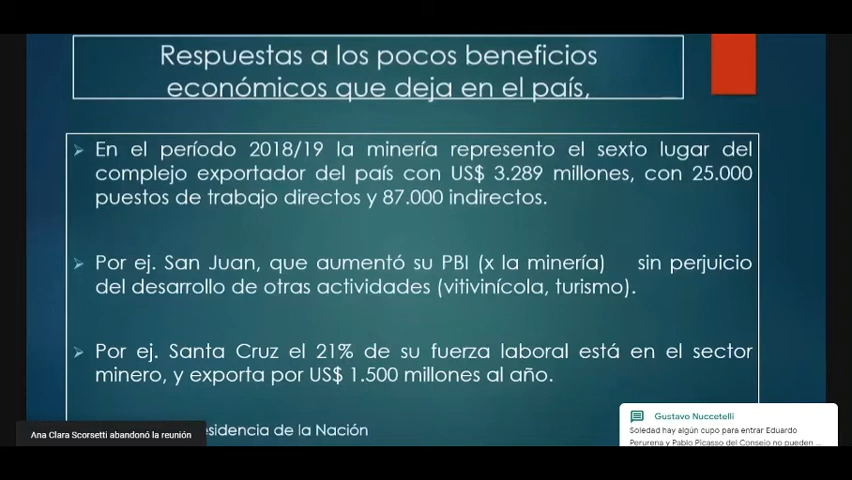 Respuestas a los pocos beneficios
económicos que deja en el país,
En el período 2018/19 la minería represento el sexto lugar del
complejo exportador del país con US$ 3.289 millones, con 25.000
puestos de trabajo directos y 87.000 indirectos.
Por ej. San Juan, que aumentó su PBI (x la minería) sin perjuicio
del desarrollo de otras actividades (vitivinícola, turismo).
Por ej. Santa Cruz el 21% de su fuerza laboral está en el sector
minero, y exporta por US$ 1.500 millones al año.
de la Nación
Ana Clara Scorsetti abandonó la reunión
Gustavo Nuccetelli
Soledad hay algún cupo para entrar Eduardo
Perurena y Pablo Picasso del Consejo no pueden ...